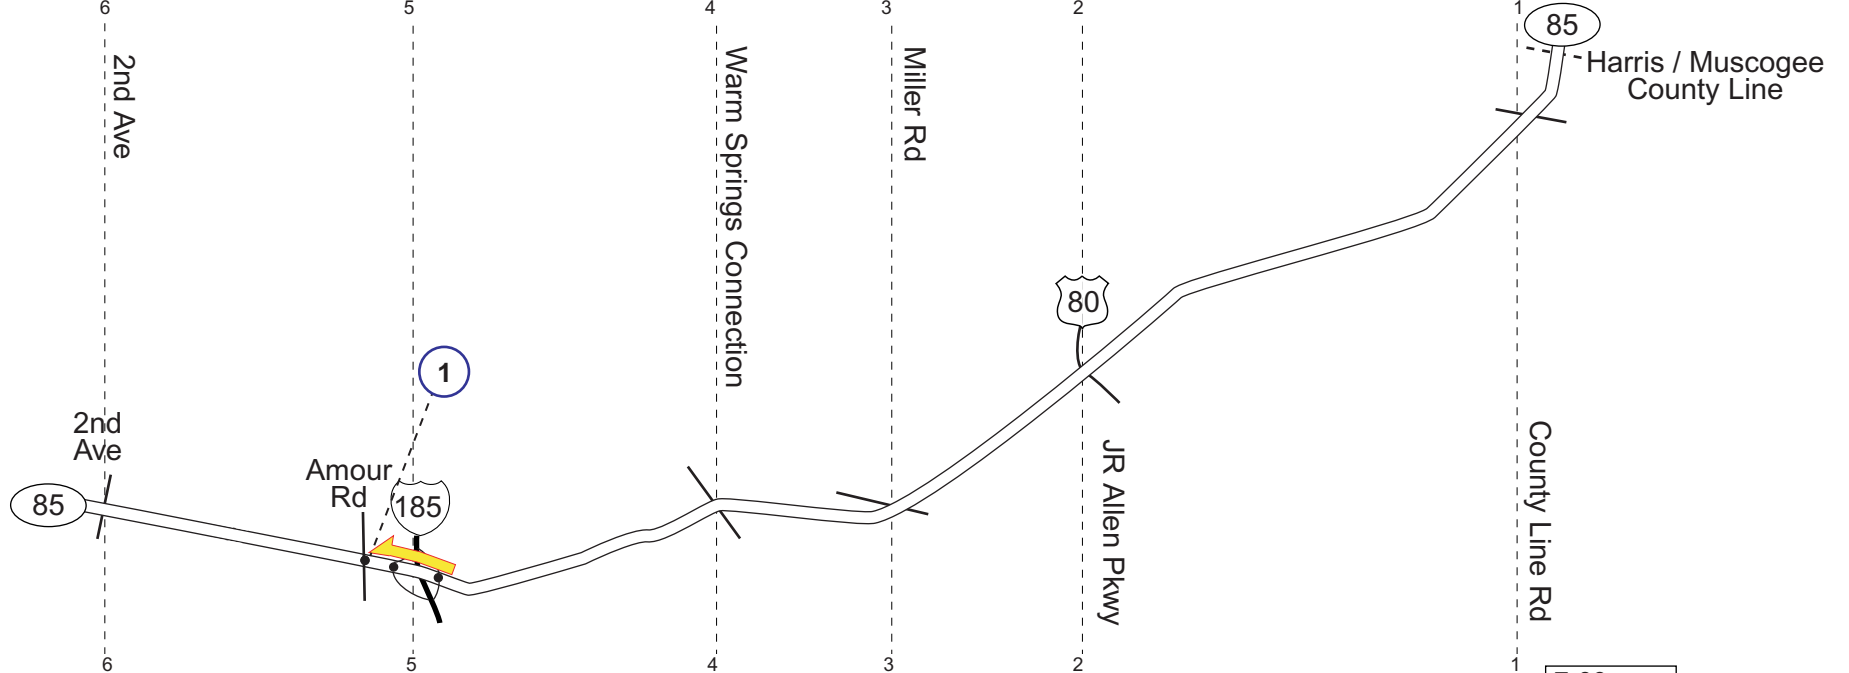 6
5
4
3
2
1
85
Harris / Muscogee
County Line
2nd Ave
Warm Springs Connection
Miller Rd
80
1
2nd
Ave
Amour
Rd
85
185
JR Allen Pkwy
County Line Rd
6
5
4
3
2
1